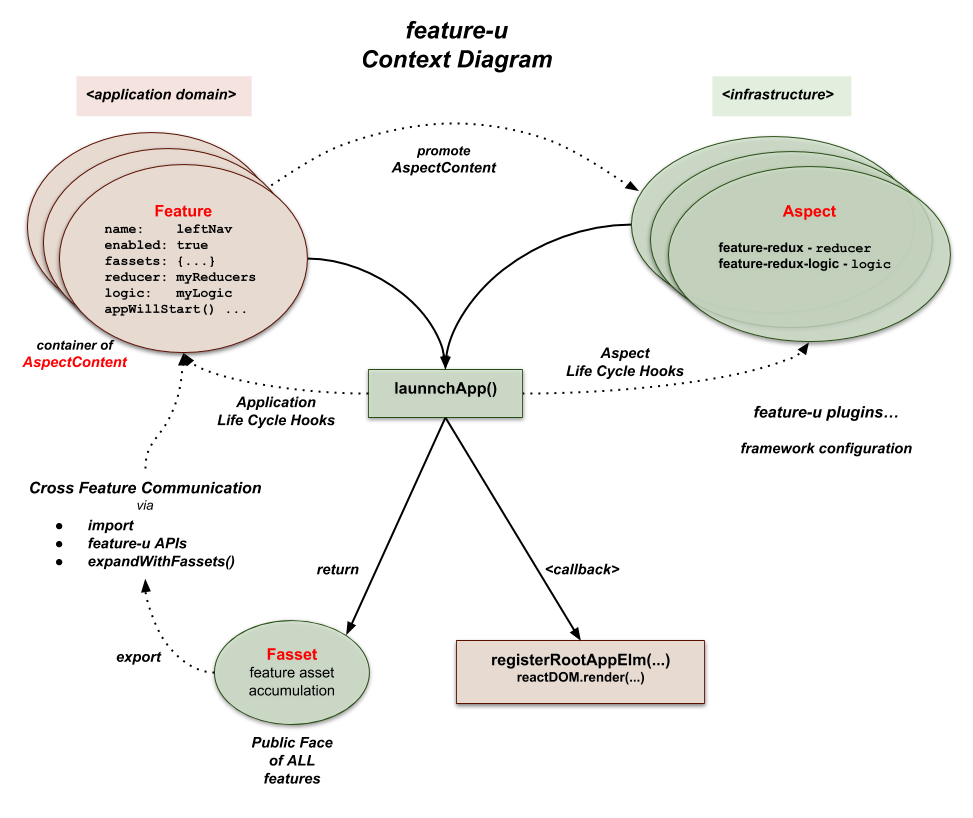 feature-u
Context Diagram
<application domain>
<infrastructure>
promote
AspectContent
Feature
name:    leftNav
enabled: true
fassets: {...}
reducer: myReducers
logic:   myLogic
appWillStart() ...
Aspect
feature-redux - reducer
feature-redux-logic - logic
container of
AspectContent
Aspect
Life Cycle Hooks
launnchApp()
Application
Life Cycle Hooks
feature-u plugins…
framework configuration
Cross Feature Communication
via
● import
● feature-u APIs
● expandWithFassets()
return
<callback>
export
Fasset
feature asset
accumulation
registerRootAppElm(...)
reactDOM.render(...)
Public Face
of ALL
features